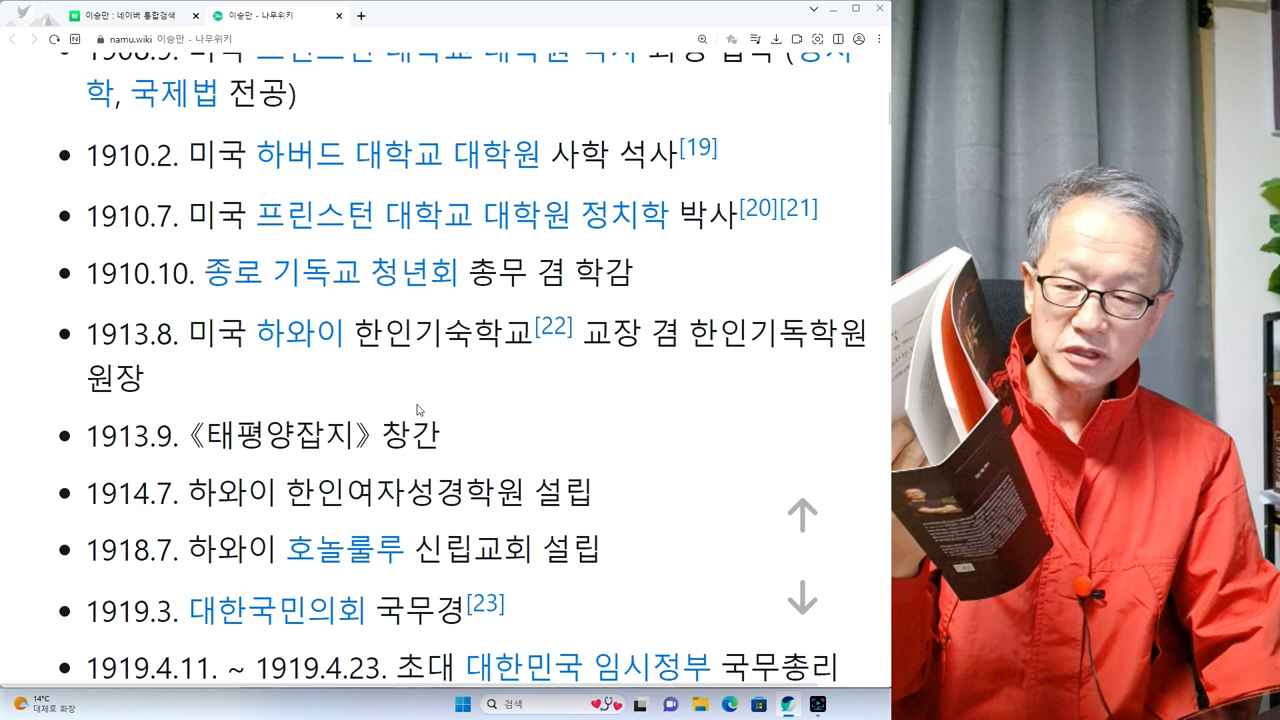 이승만 : 네이버 통합검색
이승만 - 나무위키
namu.wiki 이승만 - 나무위키
학, 국제법 전공)
1910.2. 미국 하버드 대학교 대학원 사학 석사[19]
1910.7. 미국 프린스턴 대학교 대학원 정치학 박사[20][21]
1910.10. 종로 기독교 청년회 총무 겸 학감
1913.8. 미국 하와이 한인기숙학교[22] 교장 겸 한인기독학원
원장
1913.9. 《태평양잡지》 창간
1914.7. 하와이 한인여자성경학원 설립
1918.7. 하와이 호놀룰루 신립교회 설립
1919.3. 대한국민의회 국무경[23]
1919.4.11. ~ 1919.4.23. 초대 대한민국 임시정부 국무총리
14°C
대체로 화창
검색